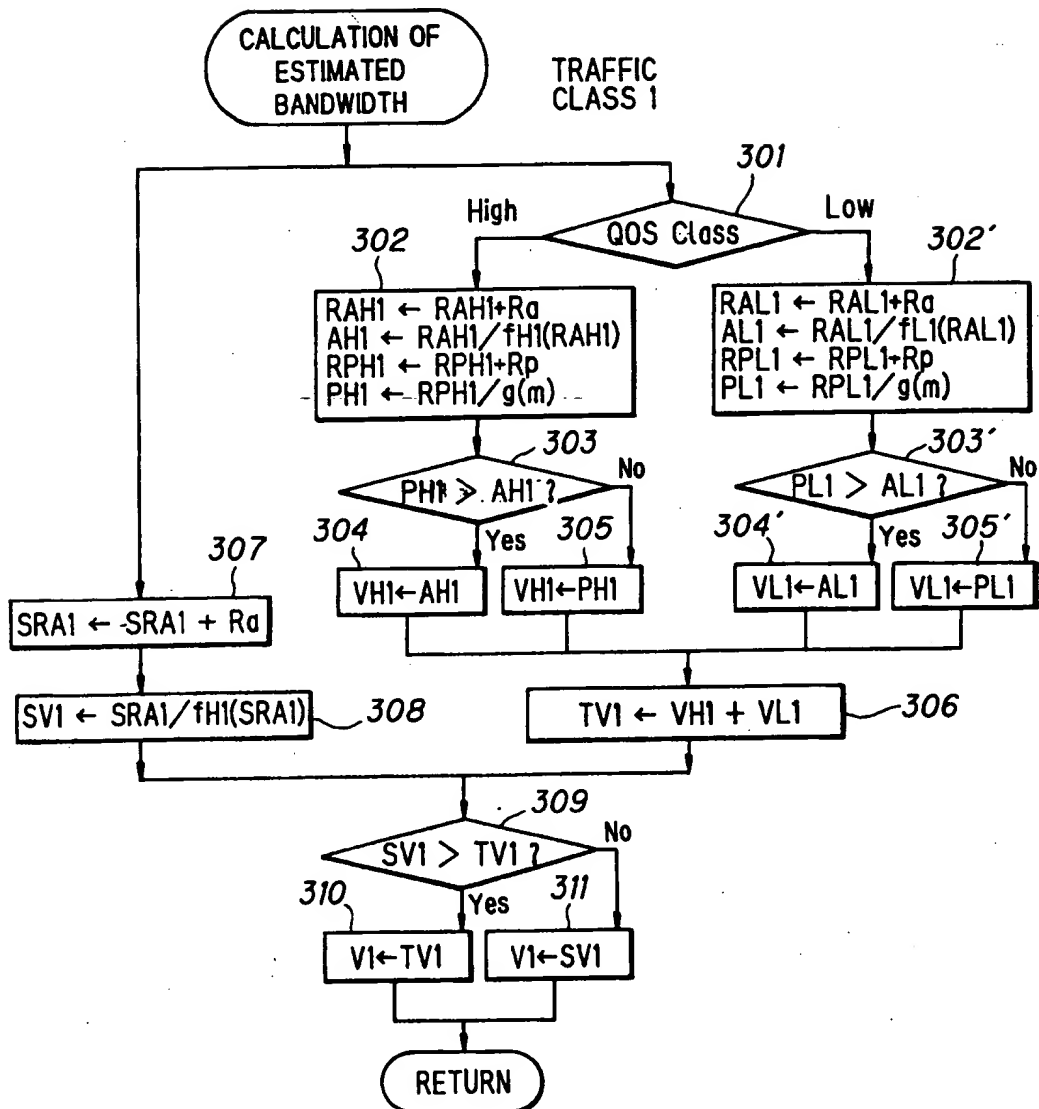 CALCULATION OF
ESTIMATED
BANDWIDTH
TRAFFIC
CLASS 1
301
High
Low
QOS Class
302
RAH1 ← RAH1+Ra
AH1 ← RAH1/fH1(RAH1)
RPH1 ← RPH1+Rp
PH1 ← RPH1/g(m)
302'
RAL1 ← RAL1+Ra
AL1 ← RAL1/fL1(RAL1)
RPL1 ← RPL1+Rp
PL1 ← RPL1/g(m)
303
PH1 > AH1 ?
No
Yes
303'
PL1 > AL1 ?
No
Yes
304
VH1←AH1
305
VH1←PH1
304'
VL1←AL1
305'
VL1←PL1
307
SRA1 ← SRA1 + Ra
SV1 ← SRA1/fH1(SRA1)
308
TV1 ← VH1 + VL1
306
309
SV1 > TV1 ?
No
Yes
310
V1←TV1
311
V1←SV1
RETURN